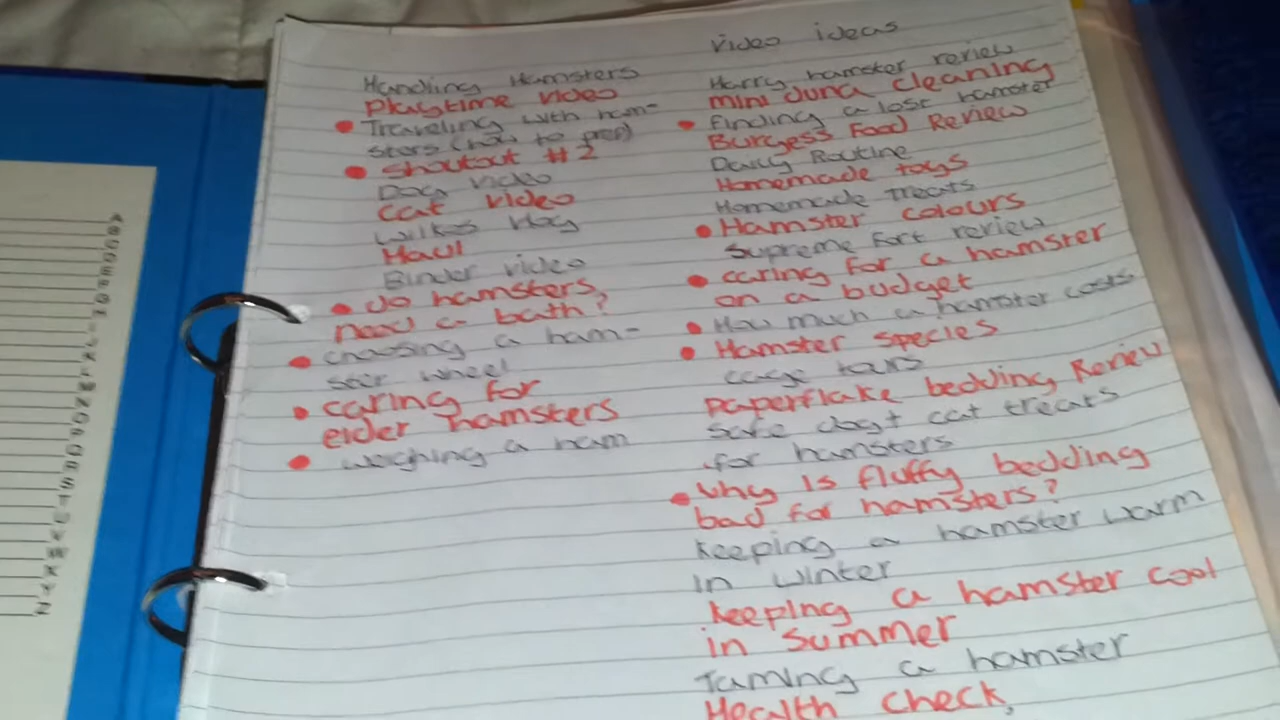 video ideas
Handling Hamsters
Playtime video
Traveling with ham-
sters (how to prep)
Shoutout #2
Dog video
Cat video
Wilkos Vlog
Haul
Binder video
Do hamsters
need a bath?
choosing a ham-
ster wheel
caring for
elder hamsters
weighing a ham
Harry hamster review
mini Duna cleaning
finding a lost hamster
Burgess Food Review
Daily Routine
Homemade toys
Homemade treats
Hamster colours
Supreme Fort review
caring for a hamster
on a budget
How much a hamster costs
Hamster species
cage tours
paperflake bedding Review
safe dog + cat treats
for hamsters
Why is fluffy bedding
bad for hamsters?
keeping a hamster warm
in winter
keeping a hamster cool
in summer
Taming a hamster
Health check